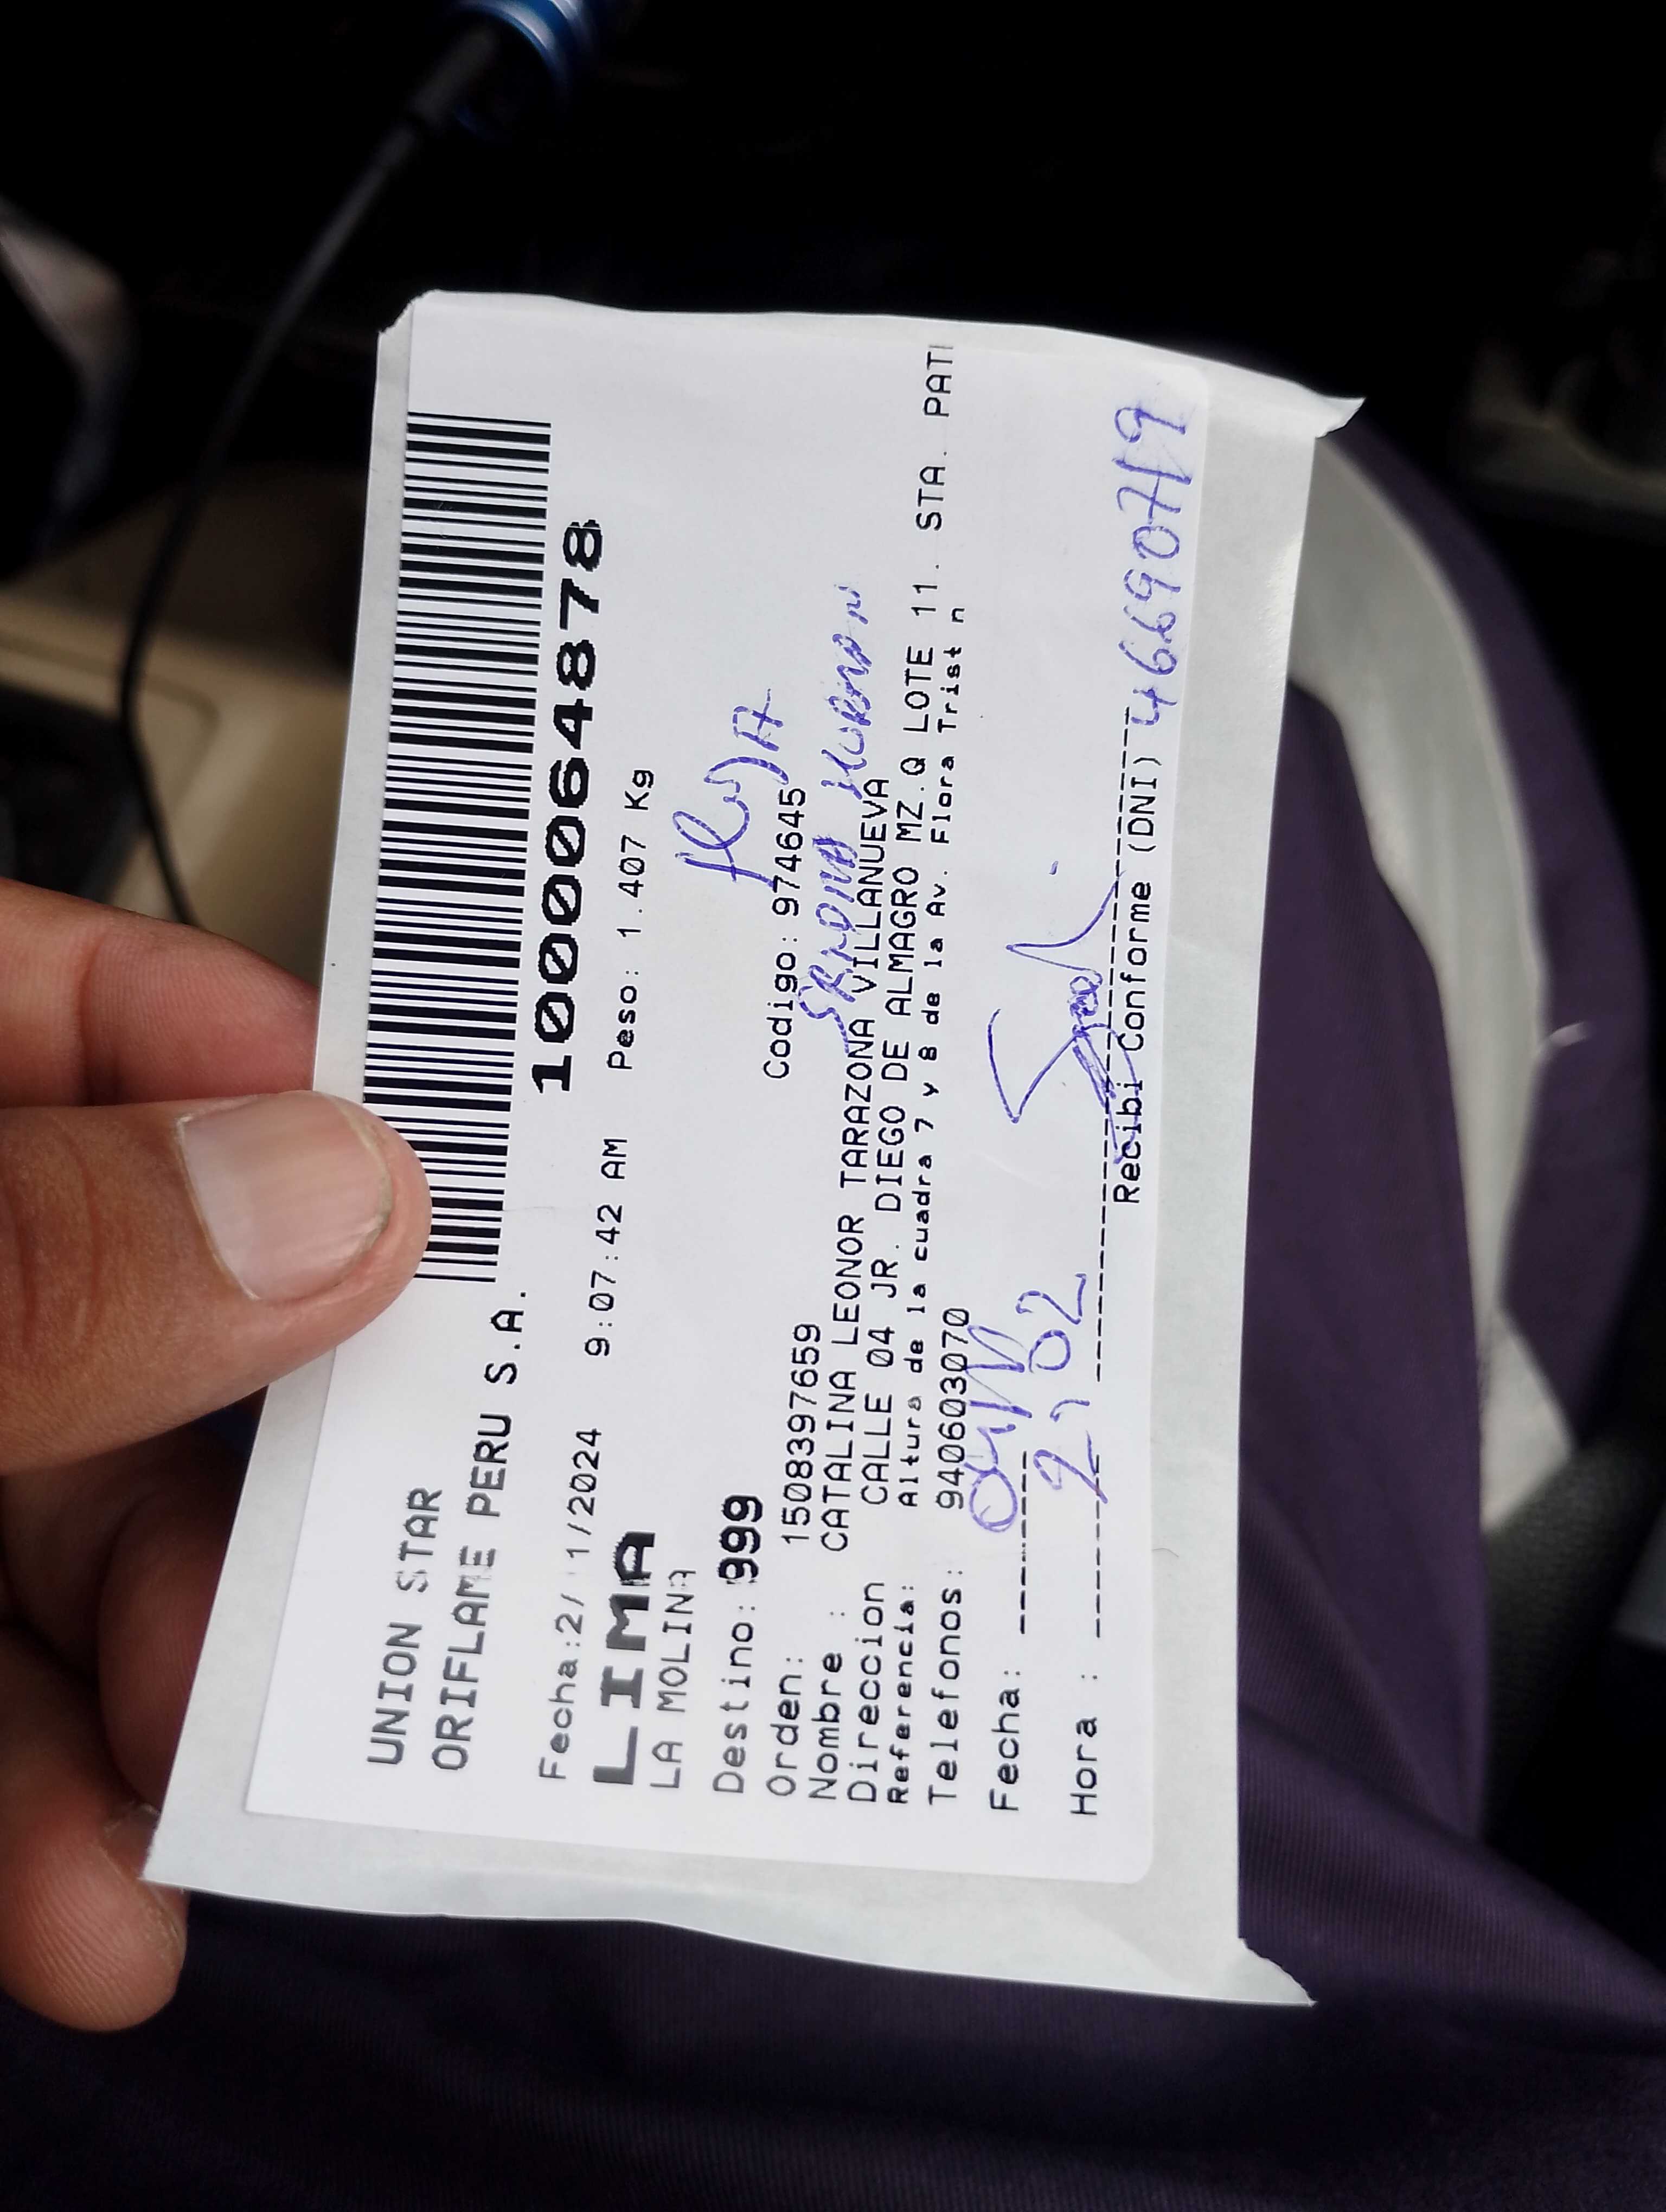 UNION STAR
ORIFLAME PERU S.A.
100064878
Fecha:2/ 1/2024 9:07:42 AM Peso: 1.407 Kg
LIMA
LA MOLINA
Destino: 999
Orden: 1508397659 Codigo: 974645
Nombre : CATALINA LEONOR TARAZONA VILLANUEVA
Direccion CALLE 04 JR. DIEGO DE ALMAGRO MZ.Q LOTE 11. STA. PATI
Referencia: Altura de la cuadra 7 y 8 de la Av. Flora Trist n
Telefonos: 940603070
Fecha:
Hora :
Recibi Conforme (DNI) 46690719